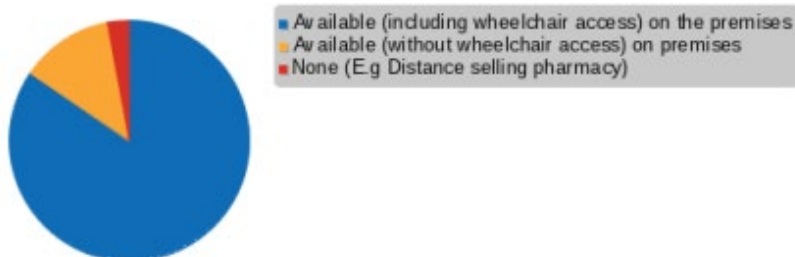 Available (including wheelchair access) on the premises
Available (without wheelchair access) on premises
None (E.g Distance selling pharmacy)